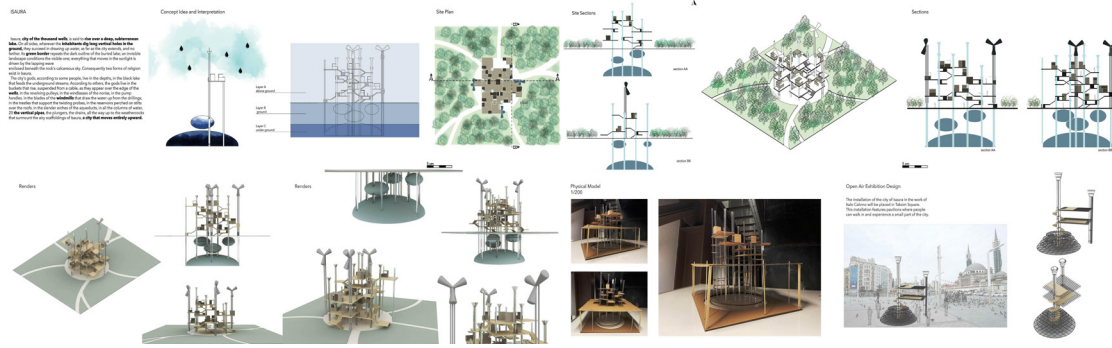 ISAURA
Isaura, city of the thousand wells, is said to rise over a deep, subterranean
lake. On all sides, wherever the inhabitants dig long vertical holes in the
ground, they succeed in drawing up water, as far as the city extends, and no
farther. Its green border repeats the dark outline of the buried lake; an invisible
landscape conditions the visible one; everything that moves in the sunlight is
driven by the lapping wave
enclosed beneath the rock's calcareous sky. Consequently two forms of religion
exist in Isaura.
The city's gods, according to some people, live in the depths, in the black lake
that feeds the underground streams. According to others, the gods live in the
buckets that rise, suspended from a cable, as they appear over the edge of the
wells, in the revolving pulleys, in the windlasses of the norias, in the pump
handles, in the blades of the windmills that draw the water up from the drillings,
in the trestles that support the twisting probes, in the reservoirs perched on stilts
over the roofs, in the slender arches of the aqueducts, in all the columns of water,
20 the vertical pipes, the plungers, the drains, all the way up to the weathercocks
that surmount the airy scaffoldings of Isaura, a city that moves entirely upward.
Concept Idea and Interpretation
Layer A
above ground
Layer B
ground
Layer C
under ground
Site Plan
Site Sections
section AA
section BB
A
Sections
section AA
section BB
Renders
Renders
Physical Model
1/200
Open Air Exhibition Design
The installation of the city of Isaura in the work of
Italo Calvino will be placed in Taksim Square.
This installation features positions where people
can walk in and experience a small part of the city.